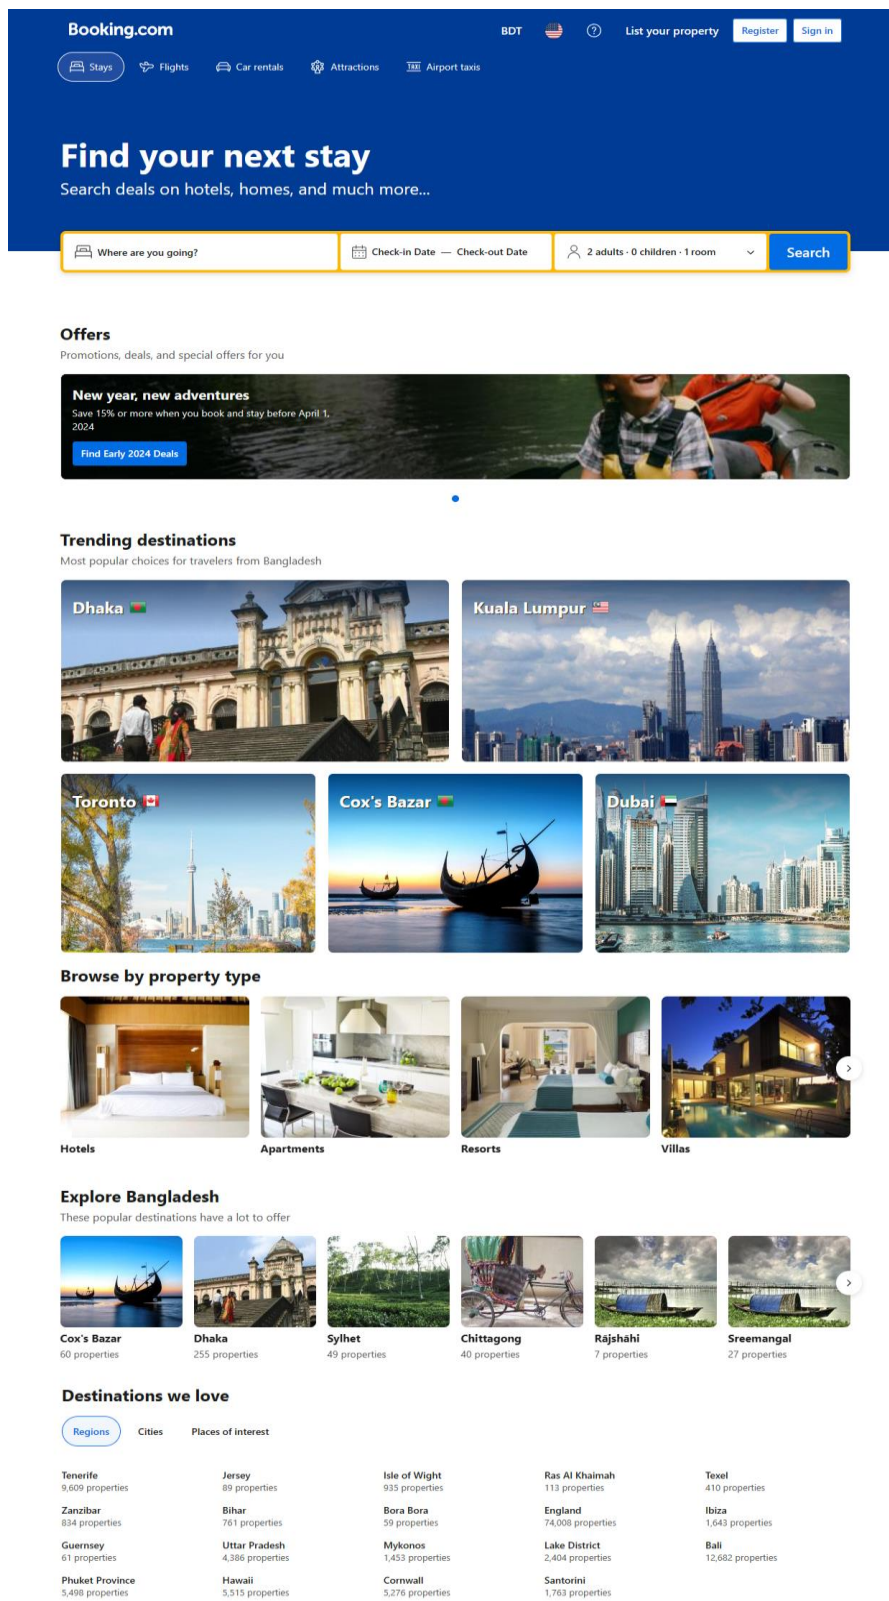 Booking.com
BDT
List your property
Register
Sign in
Stays
Flights
Car rentals
Attractions
TAXI
Airport taxis
Find your next stay
Search deals on hotels, homes, and much more...
Where are you going?
Check-in Date — Check-out Date
2 adults · 0 children · 1 room
Search
Offers
Promotions, deals, and special offers for you
New year, new adventures
Save 15% or more when you book and stay before April 1,
2024
Find Early 2024 Deals
Trending destinations
Most popular choices for travelers from Bangladesh
Dhaka
Kuala Lumpur
Toronto
Cox's Bazar
Dubai
Browse by property type
Hotels
Apartments
Resorts
Villas
Explore Bangladesh
These popular destinations have a lot to offer
Cox's Bazar
60 properties
Dhaka
255 properties
Sylhet
49 properties
Chittagong
40 properties
Rājshāhi
7 properties
Sreemangal
27 properties
Destinations we love
Regions
Cities
Places of interest
Tenerife
9,609 properties
Jersey
89 properties
Isle of Wight
935 properties
Ras Al Khaimah
113 properties
Texel
410 properties
Zanzibar
834 properties
Bihar
761 properties
Bora Bora
59 properties
England
74,008 properties
Ibiza
1,643 properties
Guernsey
61 properties
Uttar Pradesh
4,386 properties
Mykonos
1,453 properties
Lake District
2,404 properties
Bali
12,682 properties
Phuket Province
5,498 properties
Hawaii
5,515 properties
Cornwall
5,276 properties
Santorini
1,763 properties